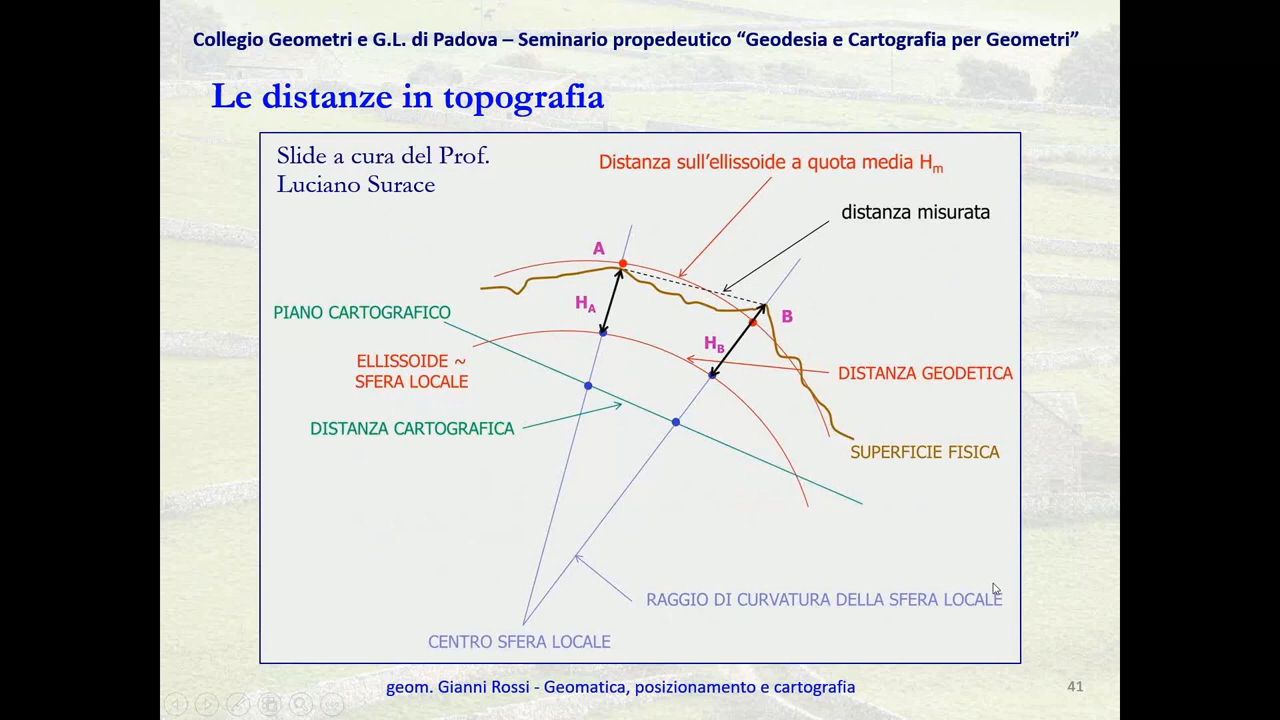 Collegio Geometri e G.L. di Padova – Seminario propedeutico “Geodesia e Cartografia per Geometri”
Le distanze in topografia
Slide a cura del Prof.
Luciano Surace
Distanza sull’ellissoide a quota media Hm
distanza misurata
A
HA
PIANO CARTOGRAFICO
B
HB
ELLISSOIDE ~
SFERA LOCALE
DISTANZA GEODETICA
DISTANZA CARTOGRAFICA
SUPERFICIE FISICA
RAGGIO DI CURVATURA DELLA SFERA LOCALE
CENTRO SFERA LOCALE
geom. Gianni Rossi - Geomatica, posizionamento e cartografia
41